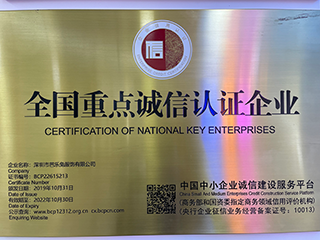 全国重点诚信认证企业
CERTIFICATION OF NATIONAL KEY ENTERPRISES
企业名称：深圳市芭乐兔服饰有限公司
Company
证书编号：BCP22615213
Certificate Number
颁发日期：2019年10月31日
Date of Issue
有效日期：2022年10月30日
Date of Expiry
公示查询：www.bcp12312.org.cn cx.bcpcn.com
Enquiring Website
中国中小企业诚信建设服务平台
China Small And Medium Enterprises Credit Construction Service Platform
(商务部和国资委指定商务领域信用评价机构)
(央行企业征信业务经营备案证号：10013)